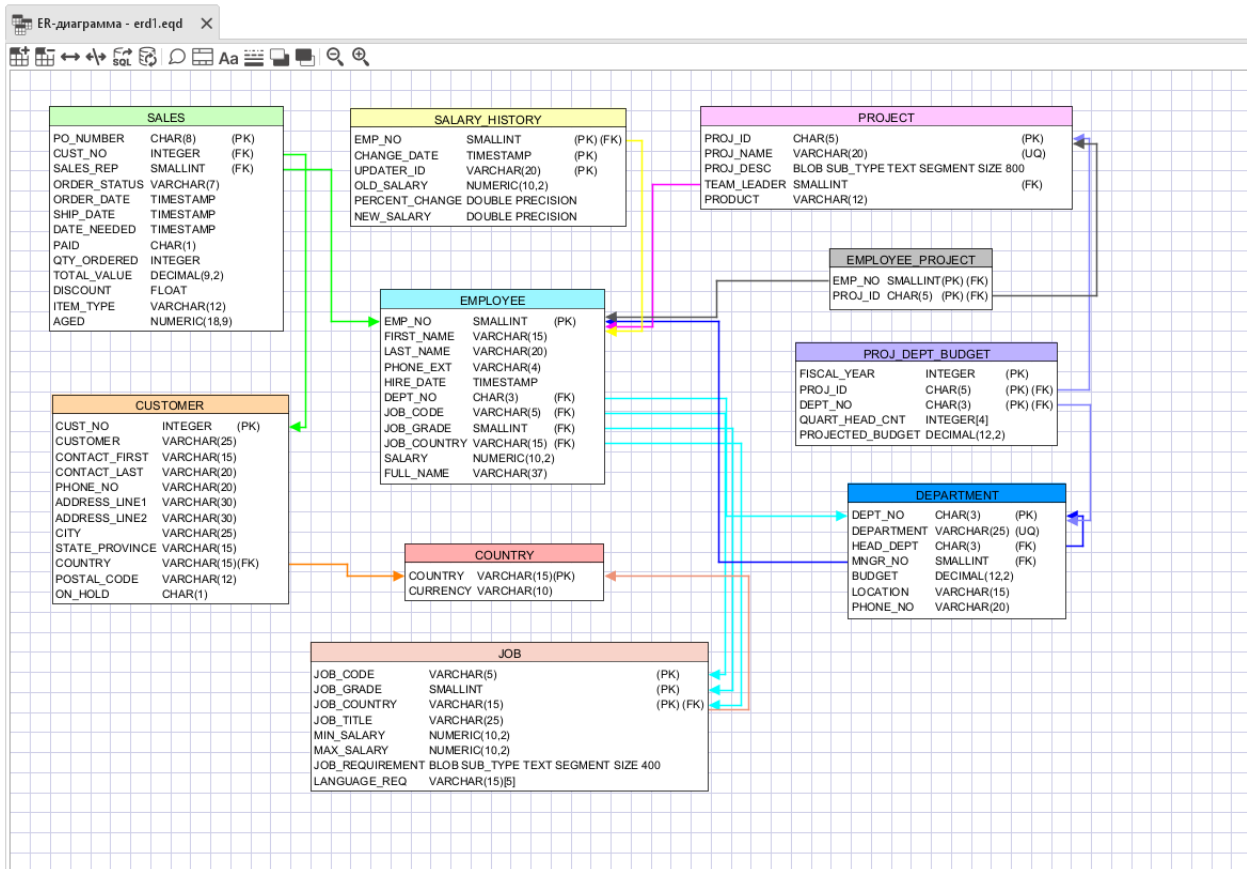 ER-диаграмма - erd1.eqd
SQL
Aa
SALES
PO_NUMBER CHAR(8) (PK)
CUST_NO INTEGER (FK)
SALES_REP SMALLINT (FK)
ORDER_STATUS VARCHAR(7)
ORDER_DATE TIMESTAMP
SHIP_DATE TIMESTAMP
DATE_NEEDED TIMESTAMP
PAID CHAR(1)
QTY_ORDERED INTEGER
TOTAL_VALUE DECIMAL(9,2)
DISCOUNT FLOAT
ITEM_TYPE VARCHAR(12)
AGED NUMERIC(18,9)
SALARY_HISTORY
EMP_NO SMALLINT (PK) (FK)
CHANGE_DATE TIMESTAMP (PK)
UPDATER_ID VARCHAR(20) (PK)
OLD_SALARY NUMERIC(10,2)
PERCENT_CHANGE DOUBLE PRECISION
NEW_SALARY DOUBLE PRECISION
PROJECT
PROJ_ID CHAR(5) (PK)
PROJ_NAME VARCHAR(20) (UQ)
PROJ_DESC BLOB SUB_TYPE TEXT SEGMENT SIZE 800
TEAM_LEADER SMALLINT (FK)
PRODUCT VARCHAR(12)
EMPLOYEE_PROJECT
EMP_NO SMALLINT(PK) (FK)
PROJ_ID CHAR(5) (PK) (FK)
EMPLOYEE
EMP_NO SMALLINT (PK)
FIRST_NAME VARCHAR(15)
LAST_NAME VARCHAR(20)
PHONE_EXT VARCHAR(4)
HIRE_DATE TIMESTAMP
DEPT_NO CHAR(3) (FK)
JOB_CODE VARCHAR(5) (FK)
JOB_GRADE SMALLINT (FK)
JOB_COUNTRY VARCHAR(15) (FK)
SALARY NUMERIC(10,2)
FULL_NAME VARCHAR(37)
PROJ_DEPT_BUDGET
FISCAL_YEAR INTEGER (PK)
PROJ_ID CHAR(5) (PK) (FK)
DEPT_NO CHAR(3) (PK) (FK)
QUART_HEAD_CNT INTEGER[4]
PROJECTED_BUDGET DECIMAL(12,2)
CUSTOMER
CUST_NO INTEGER (PK)
CUSTOMER VARCHAR(25)
CONTACT_FIRST VARCHAR(15)
CONTACT_LAST VARCHAR(20)
PHONE_NO VARCHAR(20)
ADDRESS_LINE1 VARCHAR(30)
ADDRESS_LINE2 VARCHAR(30)
CITY VARCHAR(25)
STATE_PROVINCE VARCHAR(15)
COUNTRY VARCHAR(15)(FK)
POSTAL_CODE VARCHAR(12)
ON_HOLD CHAR(1)
DEPARTMENT
DEPT_NO CHAR(3) (PK)
DEPARTMENT VARCHAR(25) (UQ)
HEAD_DEPT CHAR(3) (FK)
MNGR_NO SMALLINT (FK)
BUDGET DECIMAL(12,2)
LOCATION VARCHAR(15)
PHONE_NO VARCHAR(20)
COUNTRY
COUNTRY VARCHAR(15)(PK)
CURRENCY VARCHAR(10)
JOB
JOB_CODE VARCHAR(5) (PK)
JOB_GRADE SMALLINT (PK)
JOB_COUNTRY VARCHAR(15) (PK) (FK)
JOB_TITLE VARCHAR(25)
MIN_SALARY NUMERIC(10,2)
MAX_SALARY NUMERIC(10,2)
JOB_REQUIREMENT BLOB SUB_TYPE TEXT SEGMENT SIZE 400
LANGUAGE_REQ VARCHAR(15)[5]